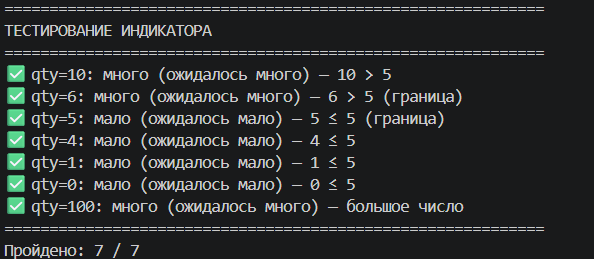 ============================================================
ТЕСТИРОВАНИЕ ИНДИКАТОРА
============================================================
✅ qty=10: много (ожидалось много) — 10 > 5
✅ qty=6: много (ожидалось много) — 6 > 5 (граница)
✅ qty=5: мало (ожидалось мало) — 5 ≤ 5 (граница)
✅ qty=4: мало (ожидалось мало) — 4 ≤ 5
✅ qty=1: мало (ожидалось мало) — 1 ≤ 5
✅ qty=0: мало (ожидалось мало) — 0 ≤ 5
✅ qty=100: много (ожидалось много) — большое число
============================================================
Пройдено: 7 / 7